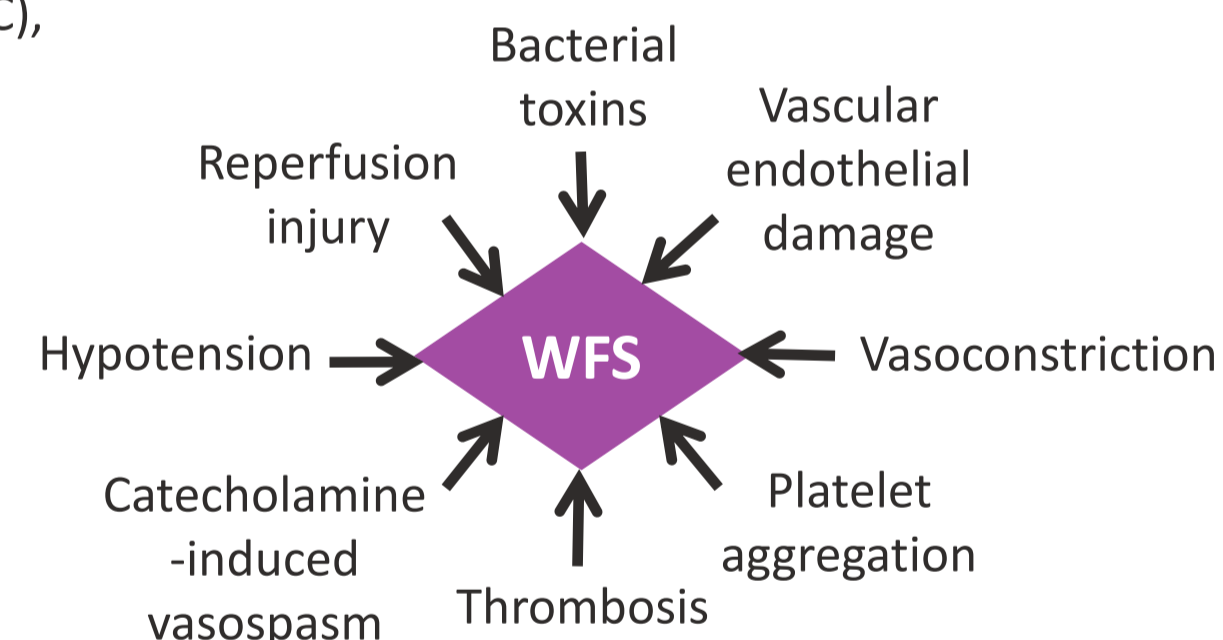 C),
Bacterial
toxins
Vascular
endothelial
damage
Reperfusion
injury
Hypotension
WFS
Vasoconstriction
Catecholamine
-induced
vasospasm
Thrombosis
Platelet
aggregation